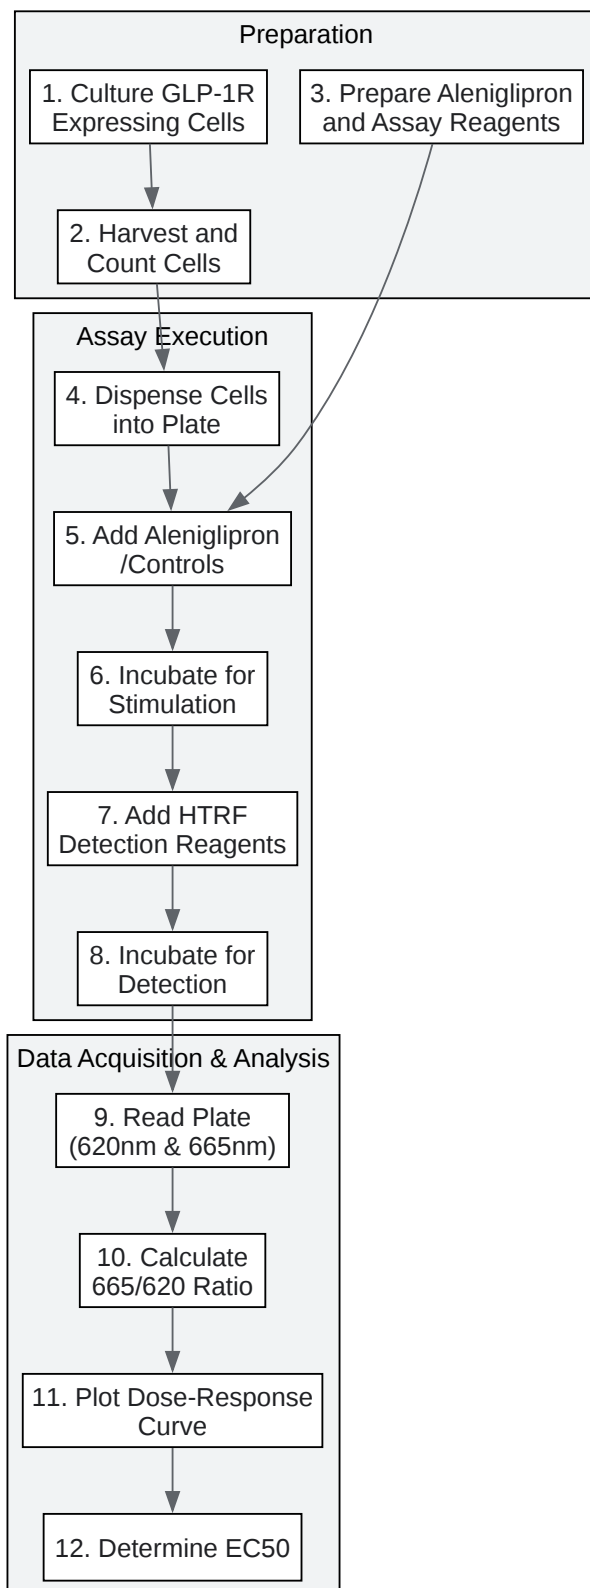 Preparation
1. Culture GLP-1R
Expressing Cells
3. Prepare Aleniglipron
and Assay Reagents
2. Harvest and
Count Cells
Assay Execution
4. Dispense Cells
into Plate
5. Add Aleniglipron
/Controls
6. Incubate for
Stimulation
7. Add HTRF
Detection Reagents
8. Incubate for
Detection
Data Acquisition & Analysis
9. Read Plate
(620nm & 665nm)
10. Calculate
665/620 Ratio
11. Plot Dose-Response
Curve
12. Determine EC50